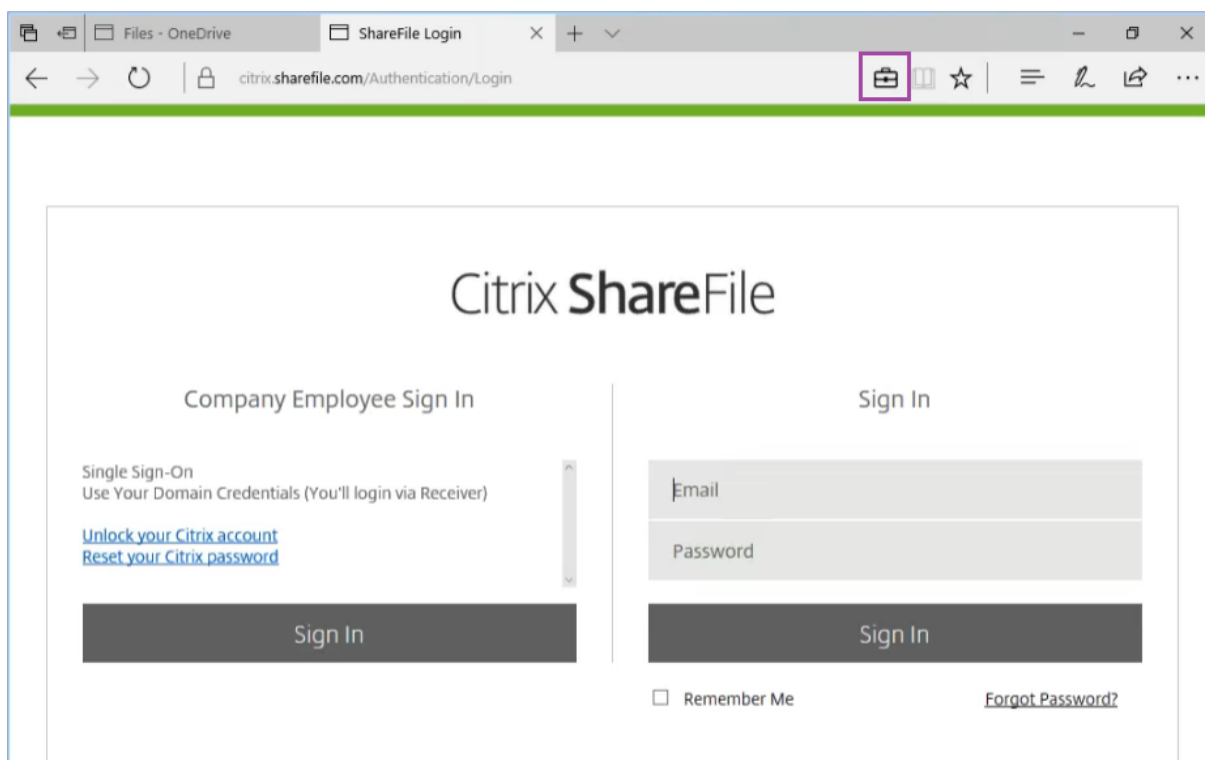 Files - OneDrive
ShareFile Login
citrix.sharefile.com/Authentication/Login
Citrix ShareFile
Company Employee Sign In
Single Sign-On
Use Your Domain Credentials (You'll login via Receiver)
Unlock your Citrix account
Reset your Citrix password
Sign In
Sign In
Email
Password
Sign In
Remember Me
Forgot Password?